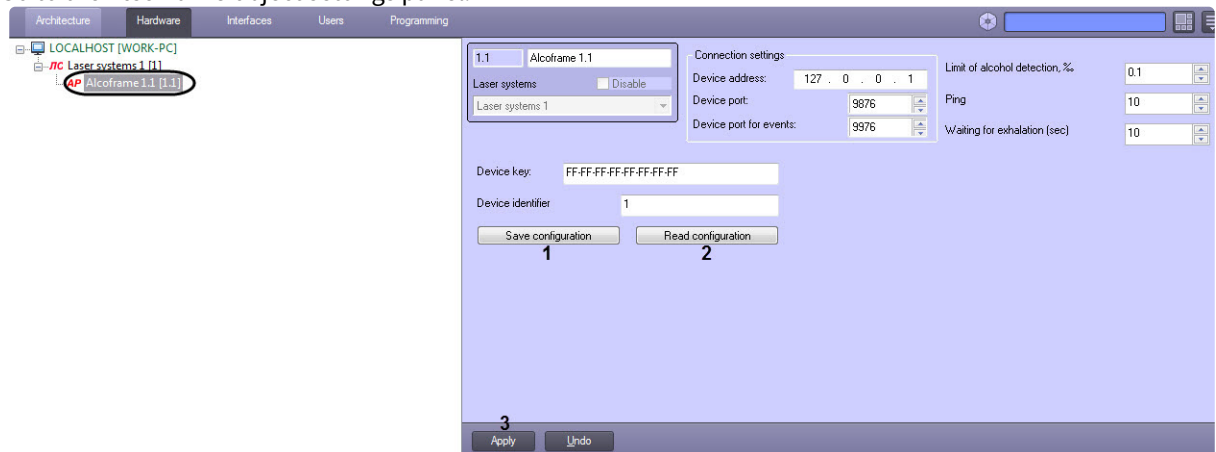 Architecture Hardware Interfaces Users Programming
LOCALHOST [WORK-PC]
ЛС Laser systems 1 [1]
АР Alcoframe 1.1 [1.1]
1.1 Alcoframe 1.1
Laser systems Disable
Laser systems 1
Connection settings
Device address: 127 . 0 . 0 . 1
Device port: 9876
Device port for events: 9976
Limit of alcohol detection, ‰ 0.1
Ping 10
Waiting for exhalation (sec) 10
Device key: FF-FF-FF-FF-FF-FF-FF-FF
Device identifier 1
Save configuration Read configuration
1 2
3
Apply Undo